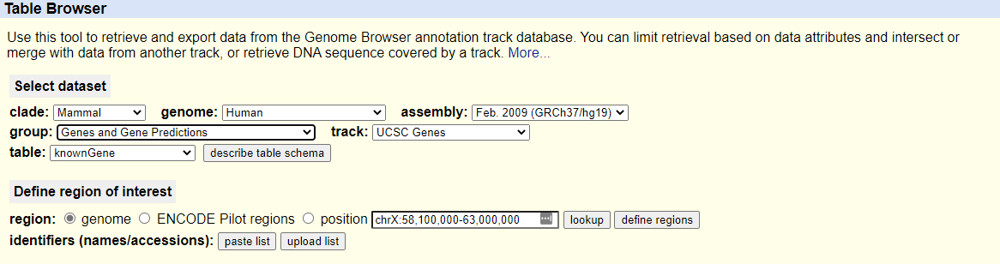 Table Browser
Use this tool to retrieve and export data from the Genome Browser annotation track database. You can limit retrieval based on data attributes and intersect or
merge with data from another track, or retrieve DNA sequence covered by a track. More...
Select dataset
clade: Mammal genome: Human assembly: Feb. 2009 (GRCh37/hg19)
group: Genes and Gene Predictions track: UCSC Genes
table: knownGene describe table schema
Define region of interest
region: genome ENCODE Pilot regions position chrX:58,100,000-63,000,000 lookup define regions
identifiers (names/accessions): paste list upload list